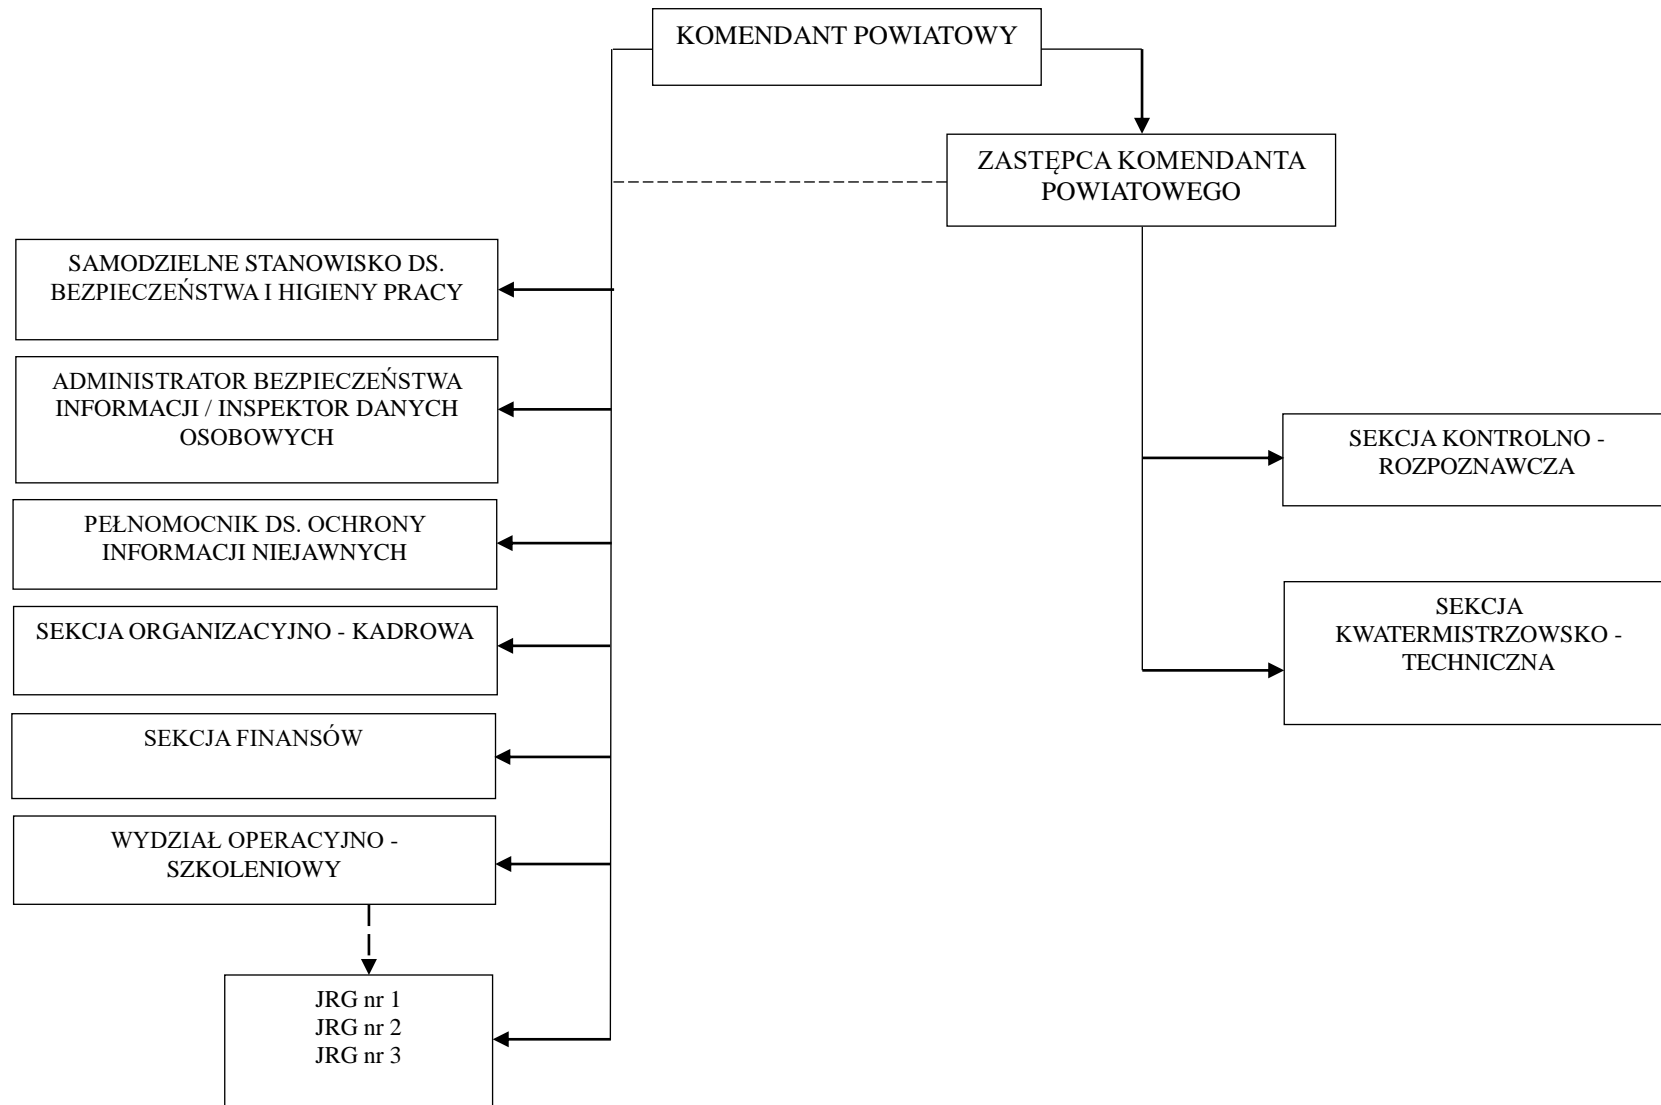 KOMENDANT POWIATOWY
ZASTĘPCA KOMENDANTA
POWIATOWEGO
SAMODZIELNE STANOWISKO DS.
BEZPIECZEŃSTWA I HIGIENY PRACY
ADMINISTRATOR BEZPIECZEŃSTWA
INFORMACJI / INSPEKTOR DANYCH
OSOBOWYCH
PEŁNOMOCNIK DS. OCHRONY
INFORMACJI NIEJAWNYCH
SEKCJA ORGANIZACYJNO - KADROWA
SEKCJA FINANSÓW
WYDZIAŁ OPERACYJNO -
SZKOLENIOWY
JRG nr 1
JRG nr 2
JRG nr 3
SEKCJA KONTROLNO -
ROZPOZNAWCZA
SEKCJA
KWATERMISTRZOWSKO -
TECHNICZNA